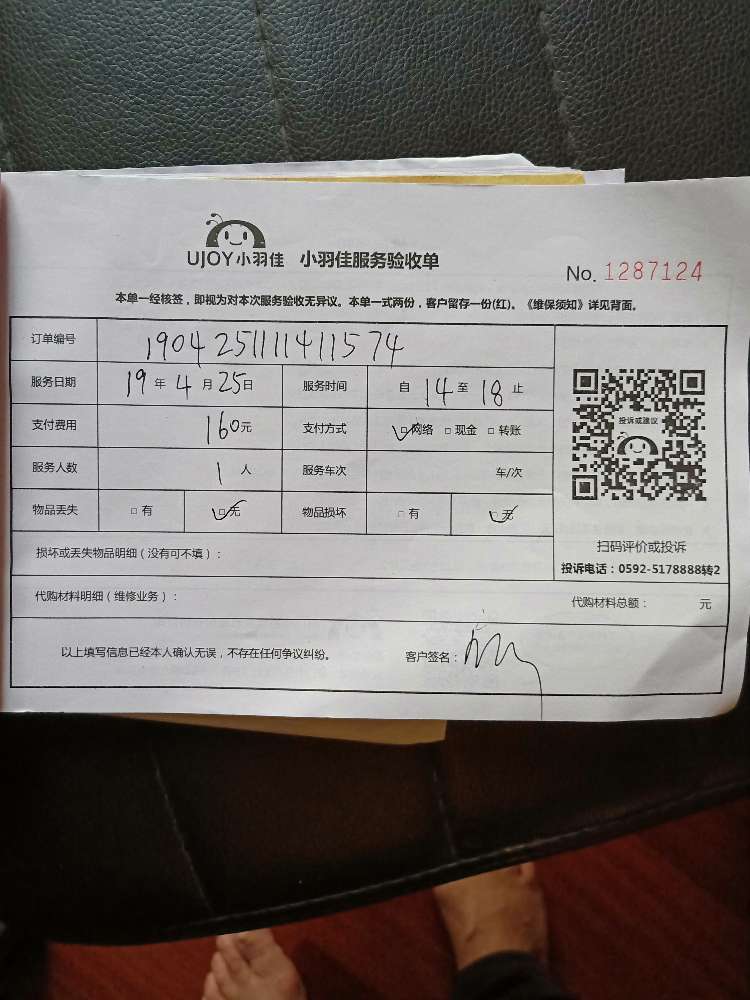 UJOY小羽佳 小羽佳服务验收单
No. 1287124
本单一经核签，即视为对本次服务验收无异议。本单一式两份，客户留存一份(红)。《维保须知》详见背面。
订单编号 190425111141157​4
服务日期 19年4月25日 服务时间 自14至18止
支付费用 160元 支付方式 ☑网络 □现金 □转账
服务人数 1人 服务车次 车/次
物品丢失 □有 ☑无 物品损坏 □有 ☑无
投诉或建议
扫码评价或投诉
投诉电话：0592-5178888转2
损坏或丢失物品明细（没有可不填）：
代购材料明细（维修业务）： 代购材料总额： 元
以上填写信息已经本人确认无误，不存在任何争议纠纷。 客户签名：